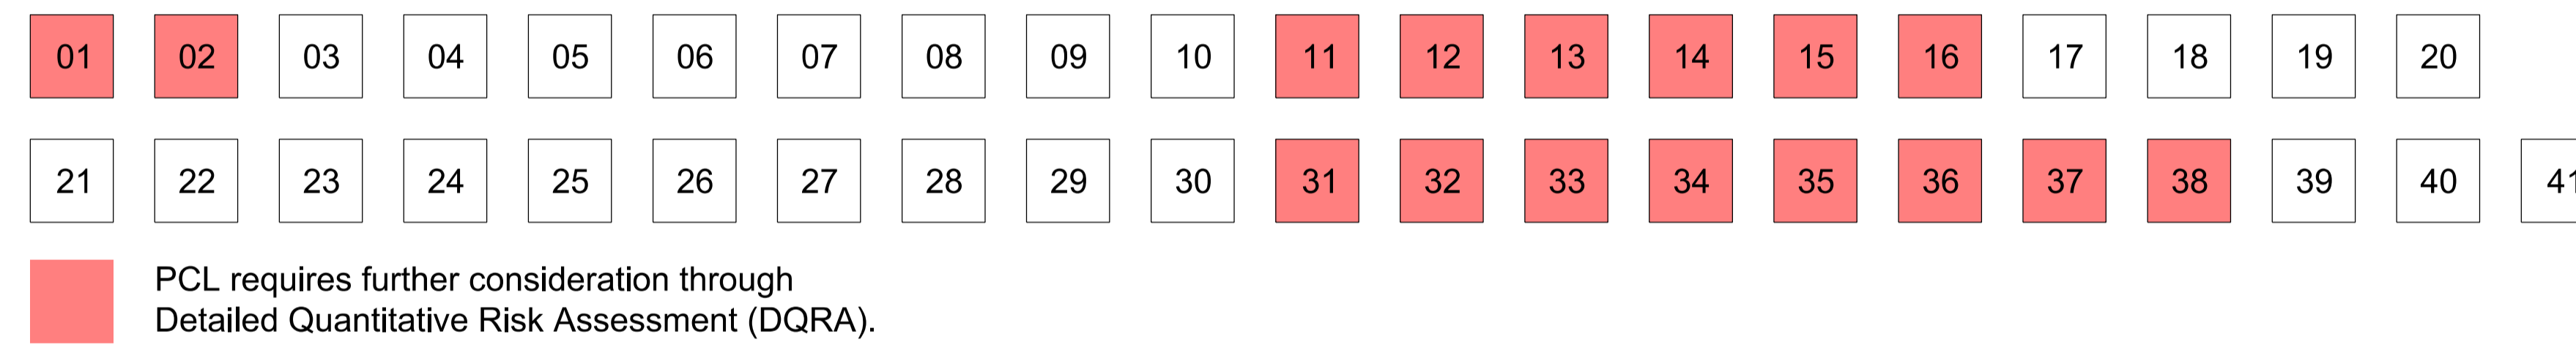 01 02 03 04 05 06 07 08 09 10 11 12 13 14 15 16 17 18 19 20
21 22 23 24 25 26 27 28 29 30 31 32 33 34 35 36 37 38 39 40 41
PCL requires further consideration through
Detailed Quantitative Risk Assessment (DQRA).